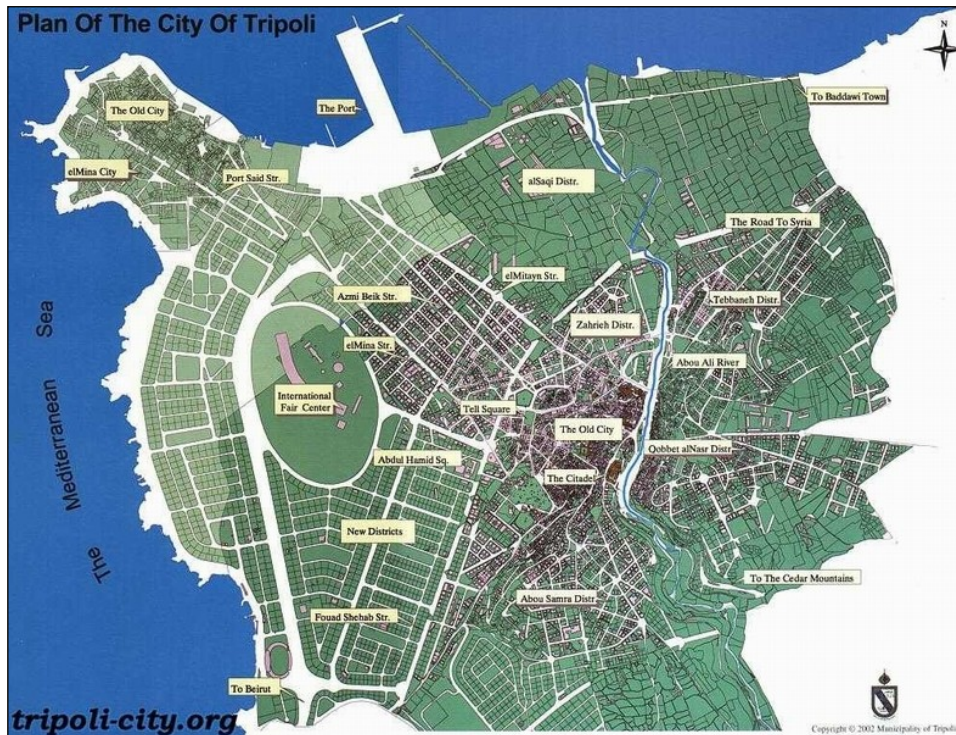 Plan Of The City Of Tripoli
N
To Baddawi Town
The Old City
The Port
elMina City
Port Said Str.
alSaqi Distr.
The Road To Syria
elMitayn Str.
Azmi Beik Str.
Tebbaneh Distr.
Zahrieh Distr.
elMina Str.
Abou Ali River
International
Fair Center
Tell Square
The Old City
Abdul Hamid Sq.
Qobbet alNasr Distr.
The Citadel
The Mediterranean Sea
New Districts
To The Cedar Mountains
Abou Samra Distr.
Fouad Shehab Str.
To Beirut
tripoli-city.org
Copyright © 2002 Municipality of Tripoli